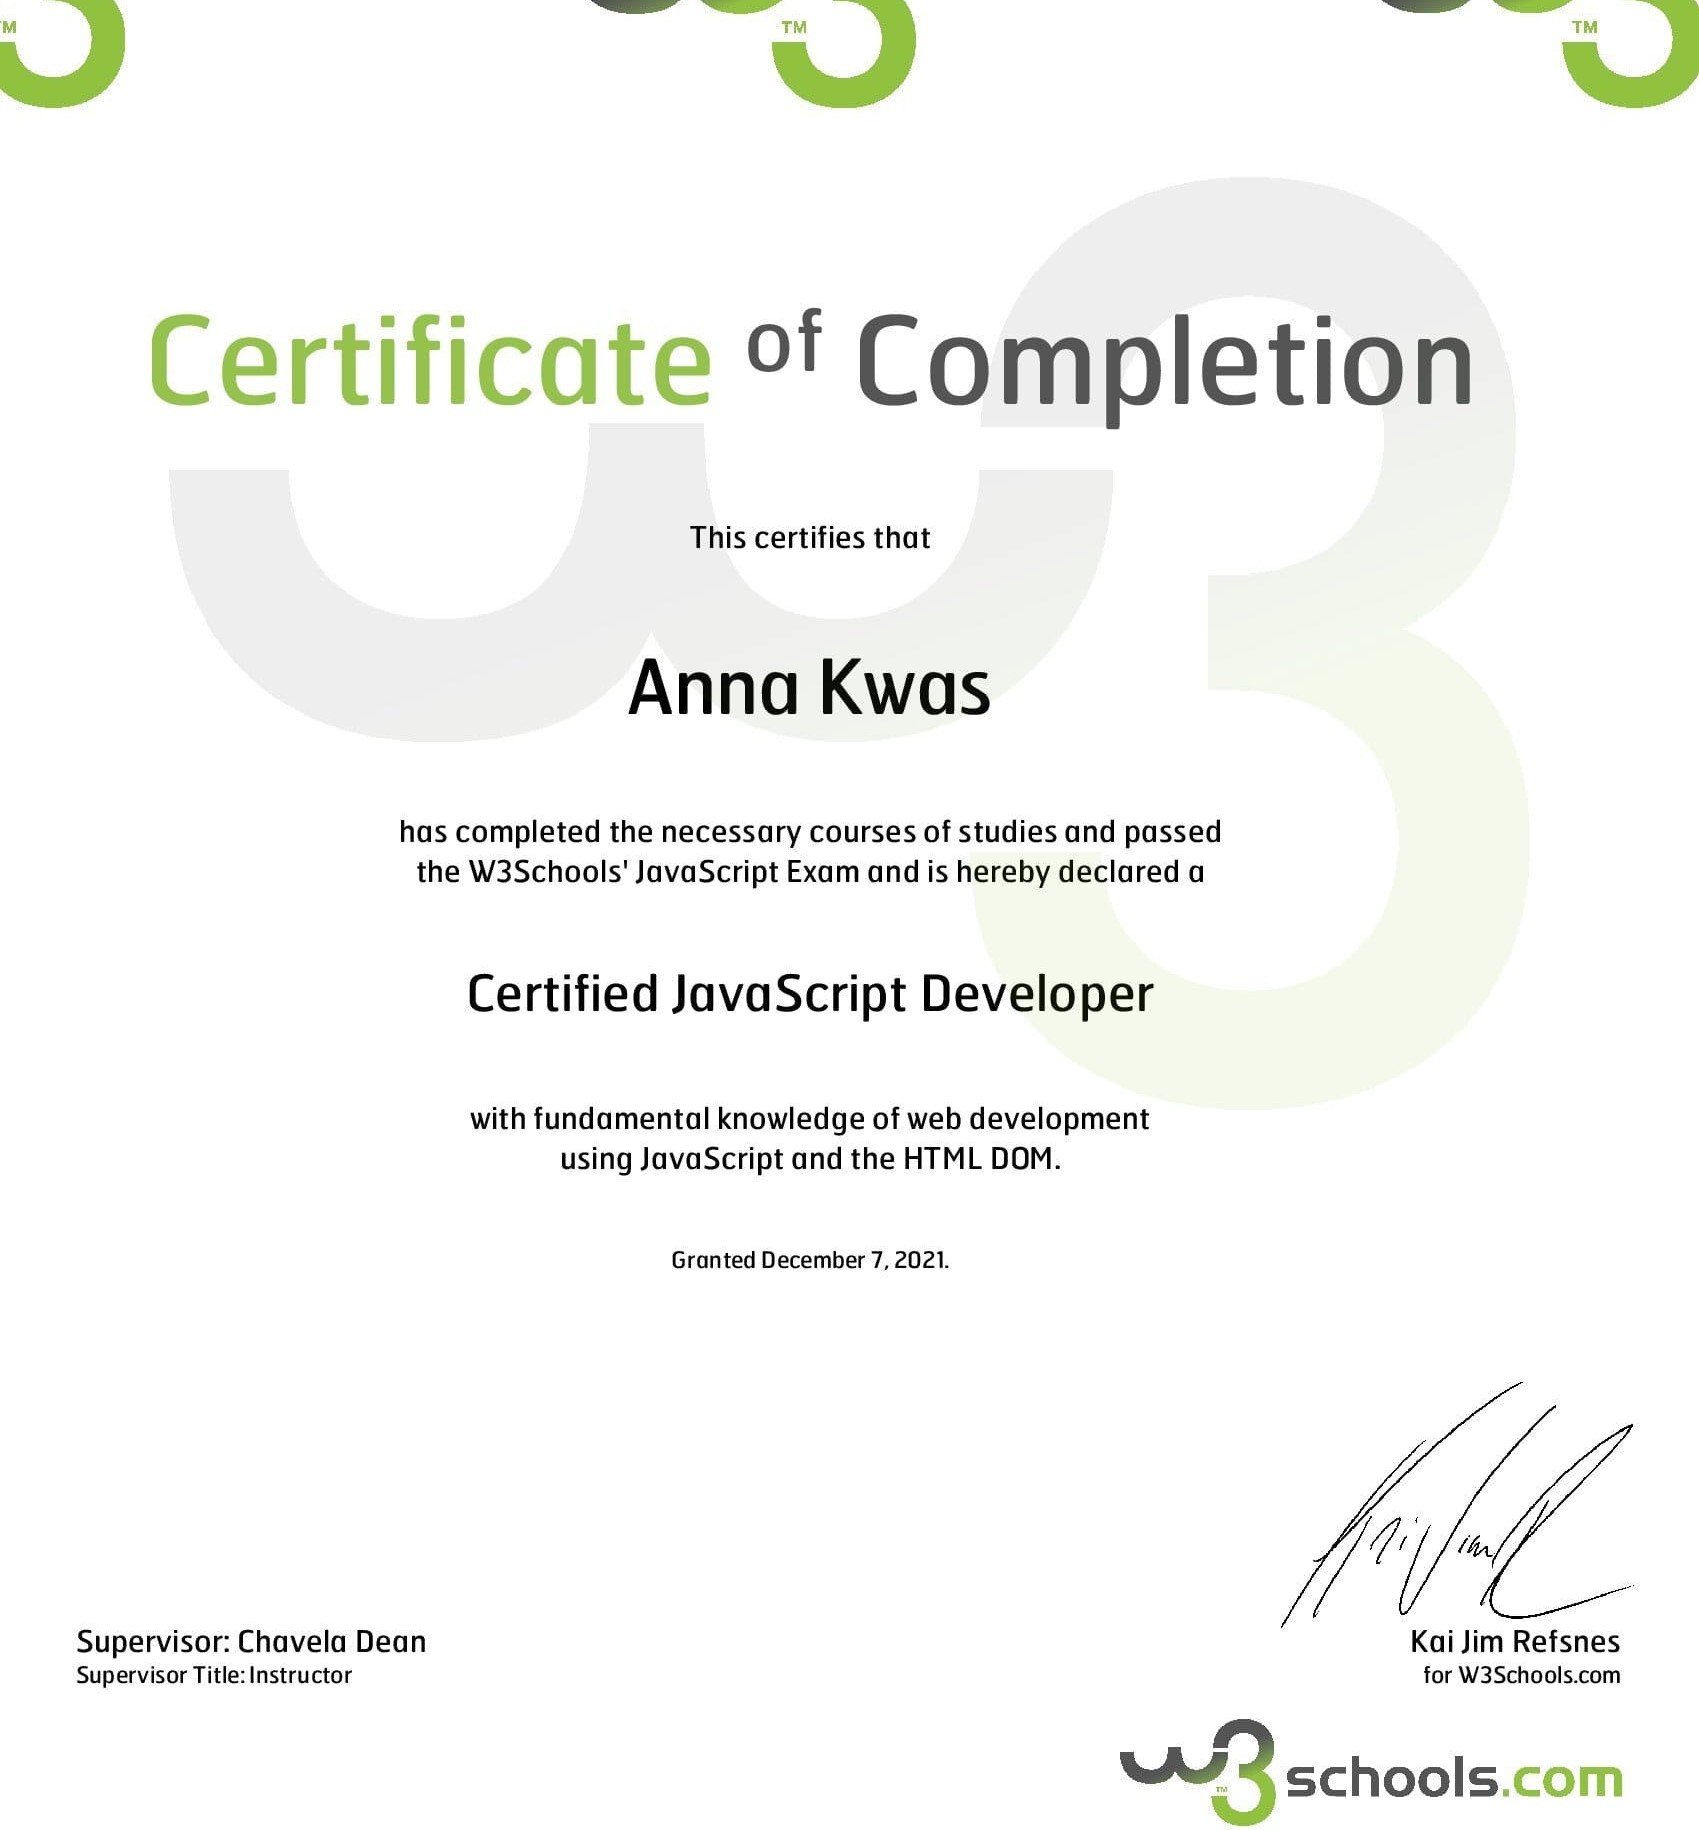 TM TM TM
Certificate of Completion
This certifies that
Anna Kwas
has completed the necessary courses of studies and passed
the W3Schools' JavaScript Exam and is hereby declared a
Certified JavaScript Developer
with fundamental knowledge of web development
using JavaScript and the HTML DOM.
Granted December 7, 2021.
Kai Jim R
Supervisor: Chavela Dean
Supervisor Title: Instructor
Kai Jim Refsnes
for W3Schools.com
w3schools.com
TM